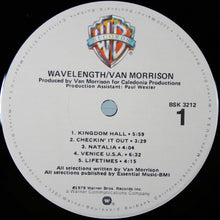 WAVELENGTH/VAN MORRISON
Produced by Van Morrison for Caledonia Productions
Production Assistant: Paul Wexler
BSK 3212
1
1. KINGDOM HALL • 5:59
2. CHECKIN' IT OUT • 3:29
3. NATALIA • 4:04
4. VENICE U.S.A. • 6:32
5. LIFETIMES • 4:15
All selections written by Van Morrison
All selections published by Essential Music-BMI
Warner Bros. Records Inc.